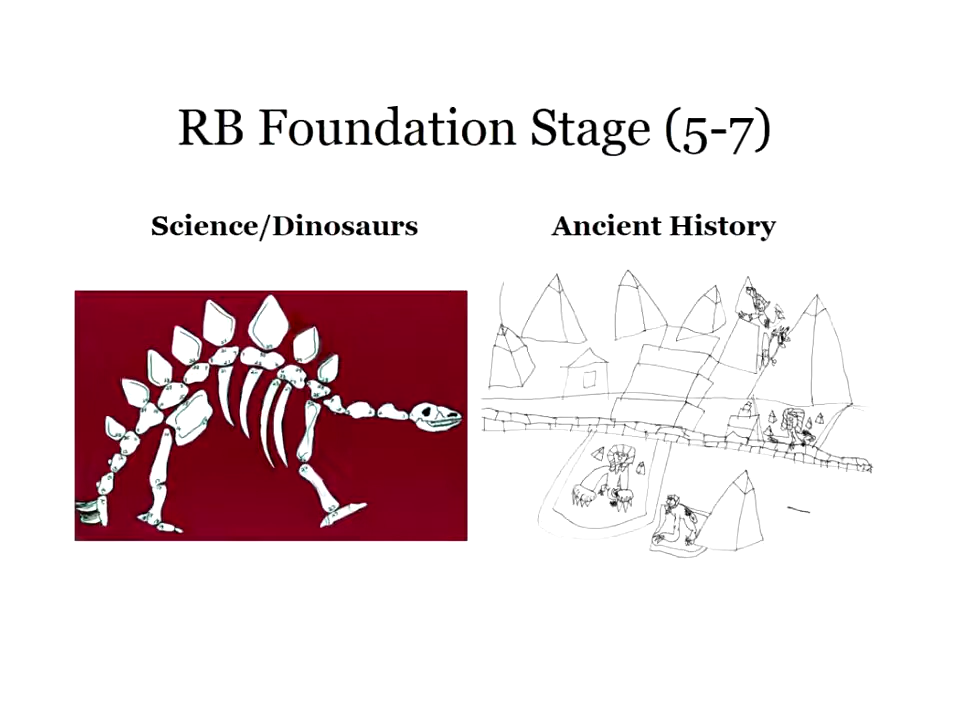 RB Foundation Stage (5-7)
Science/Dinosaurs
Ancient History